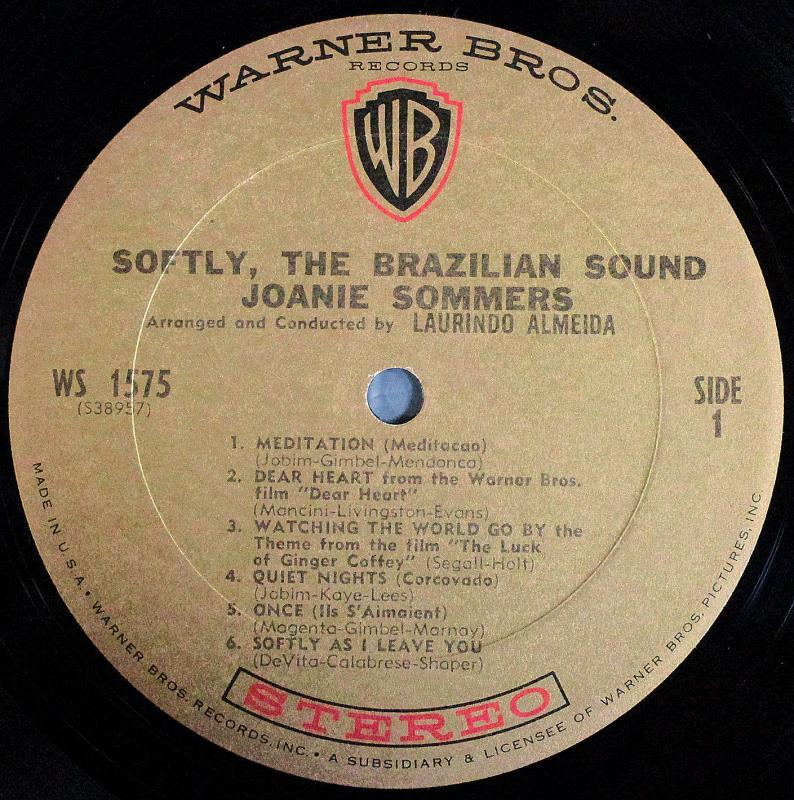 WARNER BROS.
RECORDS
WB
SOFTLY, THE BRAZILIAN SOUND
JOANIE SOMMERS
Arranged and Conducted by LAURINDO ALMEIDA
WS 1575
(S38957)
SIDE
1
1. MEDITATION (Meditacao)
(Jobim-Gimbel-Mendonca)
2. DEAR HEART from the Warner Bros.
film "Dear Heart"
(Mancini-Livingston-Evans)
3. WATCHING THE WORLD GO BY the
Theme from the film "The Luck
of Ginger Coffey" (Segall-Holt)
4. QUIET NIGHTS (Corcovado)
(Jobim-Kaye-Lees)
5. ONCE (Ils S'Aimaient)
(Magenta-Gimbel-Marnay)
6. SOFTLY AS I LEAVE YOU
(DeVita-Calabrese-Shaper)
STEREO
MADE IN U.S.A. • WARNER BROS. RECORDS, INC. • A SUBSIDIARY & LICENSEE OF WARNER BROS. PICTURES, INC.